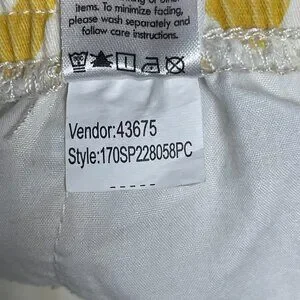 items. To minimize fading,
please wash separately and
follow care instructions.
Vendor:43675
Style:170SP228058PC